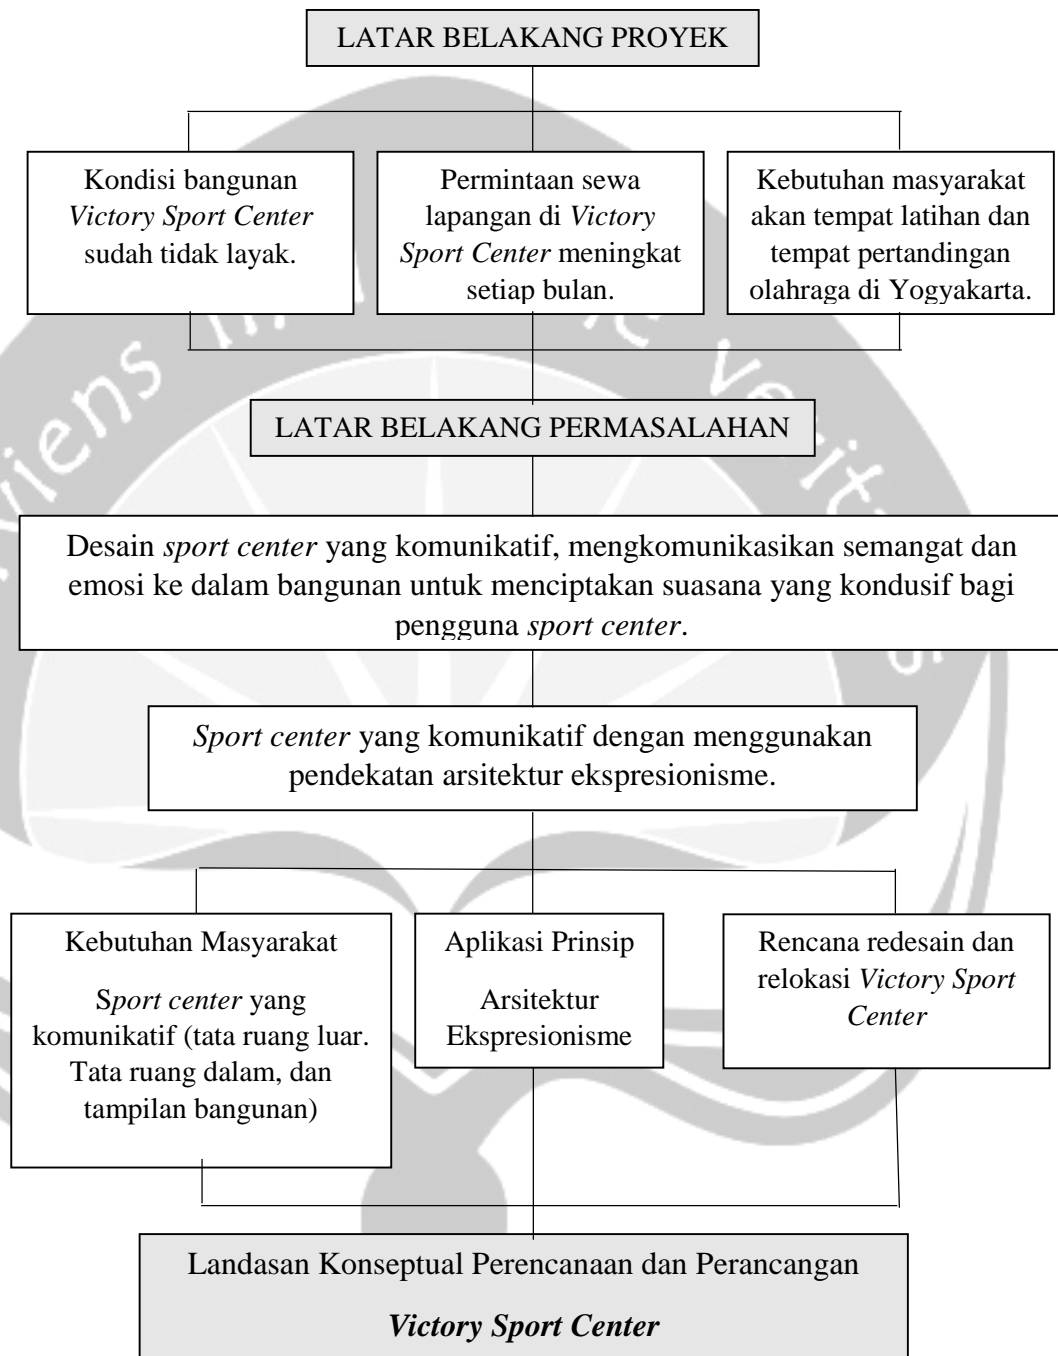 LATAR BELAKANG PROYEK
Kondisi bangunan
Victory Sport Center
sudah tidak layak.
Permintaan sewa
lapangan di Victory
Sport Center meningkat
setiap bulan.
Kebutuhan masyarakat
akan tempat latihan dan
tempat pertandingan
olahraga di Yogyakarta.
LATAR BELAKANG PERMASALAHAN
Desain sport center yang komunikatif, mengkomunikasikan semangat dan
emosi ke dalam bangunan untuk menciptakan suasana yang kondusif bagi
pengguna sport center.
Sport center yang komunikatif dengan menggunakan
pendekatan arsitektur ekspresionisme.
Kebutuhan Masyarakat
Sport center yang
komunikatif (tata ruang luar.
Tata ruang dalam, dan
tampilan bangunan)
Aplikasi Prinsip
Arsitektur
Ekspresionisme
Rencana redesain dan
relokasi Victory Sport
Center
Landasan Konseptual Perencanaan dan Perancangan
Victory Sport Center